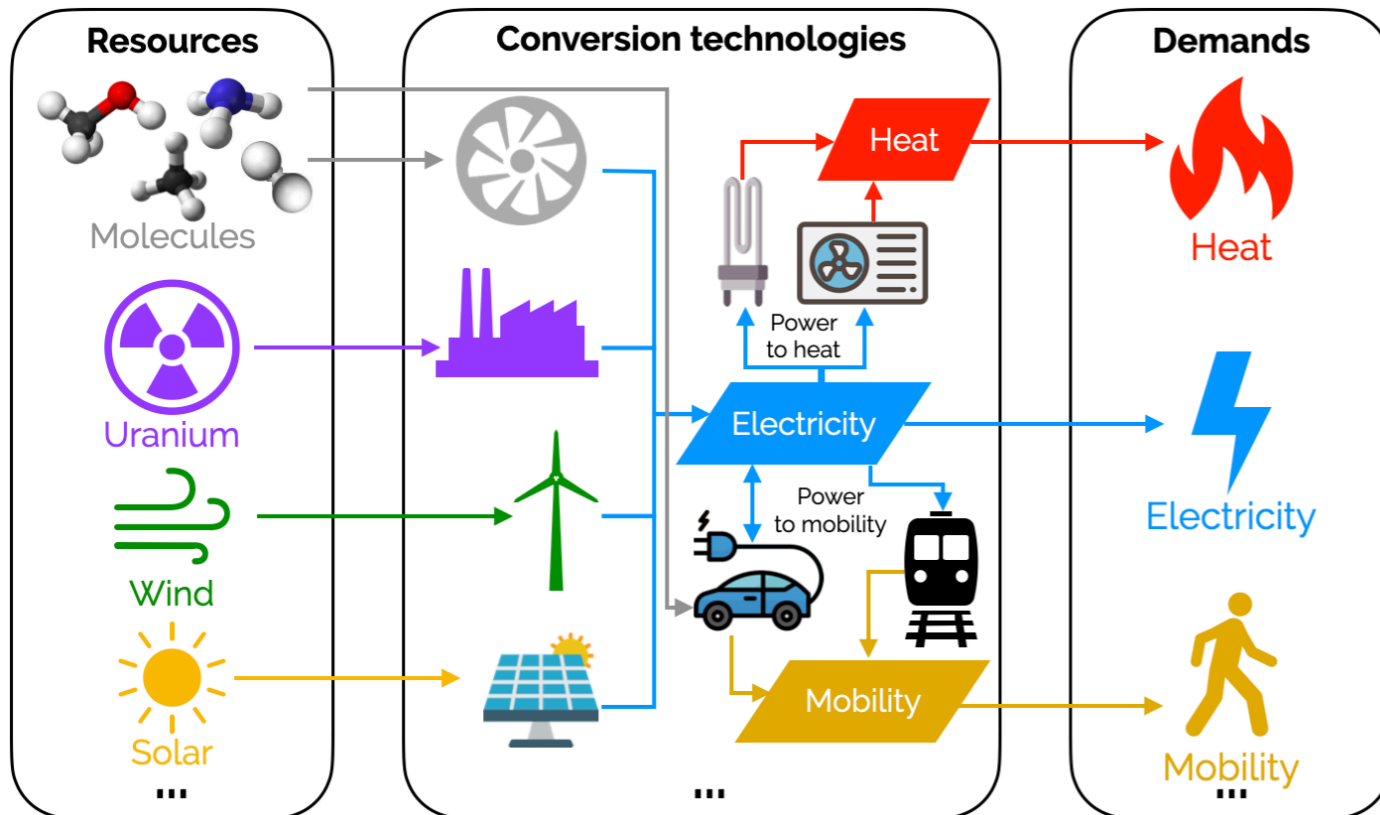 Resources
Conversion technologies
Demands
Molecules
Uranium
Wind
Solar
...
Heat
Power
to heat
Electricity
Power
to mobility
Mobility
...
Heat
Electricity
Mobility
...